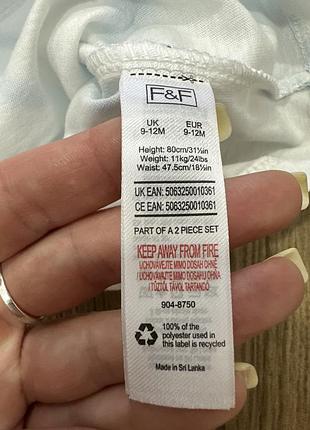 F&F
UK EUR
9-12M 9-12M
Height: 80cm/31½in
Weight: 11kg/24lbs
Waist: 47.5cm/18½in
UK EAN: 5063250010361
CE EAN: 5063250010361
PART OF A 2 PIECE SET
KEEP AWAY FROM FIRE
UCHOVÁVEJTE MIMO DOSAH OHNĚ
/ UCHOVÁVAJTE MIMO DOSAHU OHŇA
/ TŰZTŐL TÁVOL TARTANDÓ
904-8750
100% of the
polyester used in
this label is recycled
Made in Sri Lanka